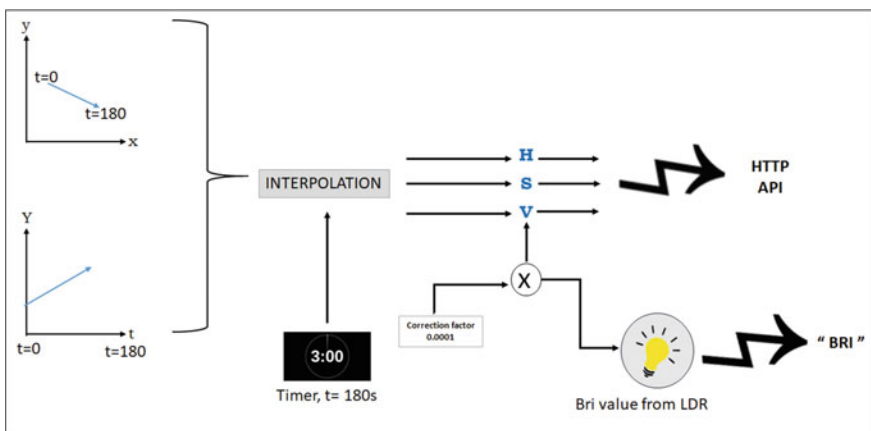 y
t=0
t=180
x
Y
t
t=0
t=180
INTERPOLATION
3:00
Timer, t= 180s
H
S
V
X
Correction factor
0.0001
Bri value from LDR
HTTP
API
“ BRI ”